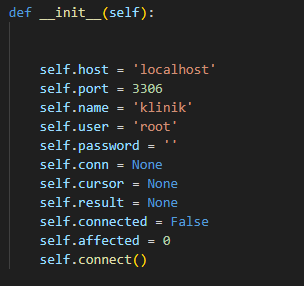 def __init__(self):
self.host = 'localhost'
self.port = 3306
self.name = 'klinik'
self.user = 'root'
self.password = ''
self.conn = None
self.cursor = None
self.result = None
self.connected = False
self.affected = 0
self.connect()